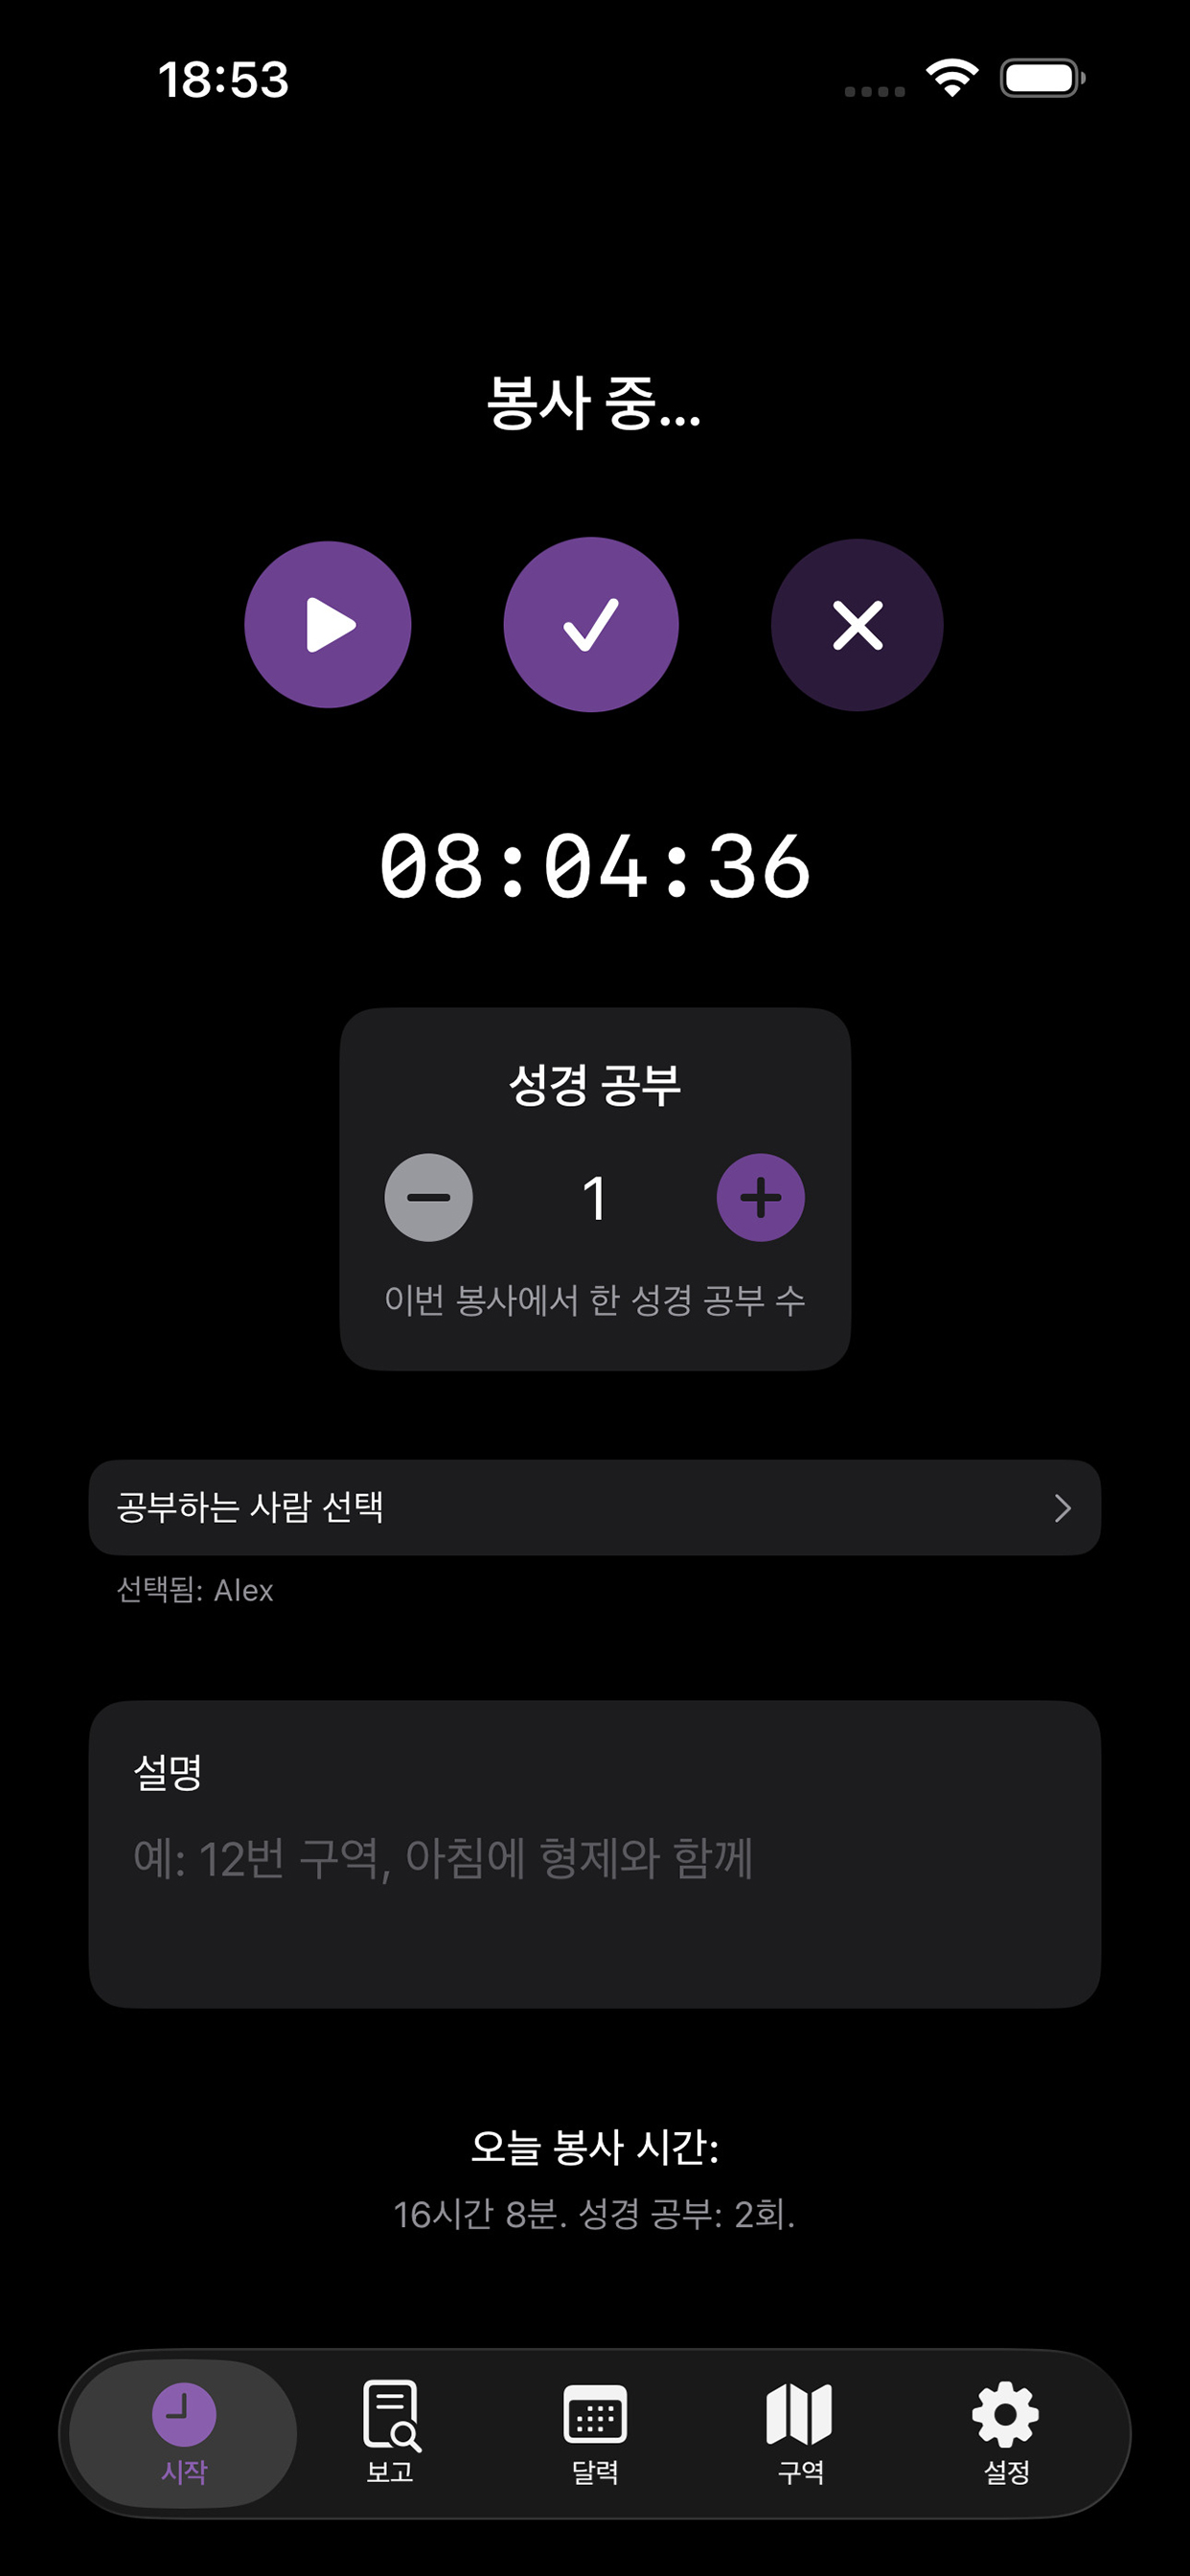 18:53
봉사 중...
08:04:36
성경 공부
1
이번 봉사에서 한 성경 공부 수
공부하는 사람 선택
선택됨: Alex
설명
예: 12번 구역, 아침에 형제와 함께
오늘 봉사 시간:
16시간 8분. 성경 공부: 2회.
시작
보고
달력
구역
설정